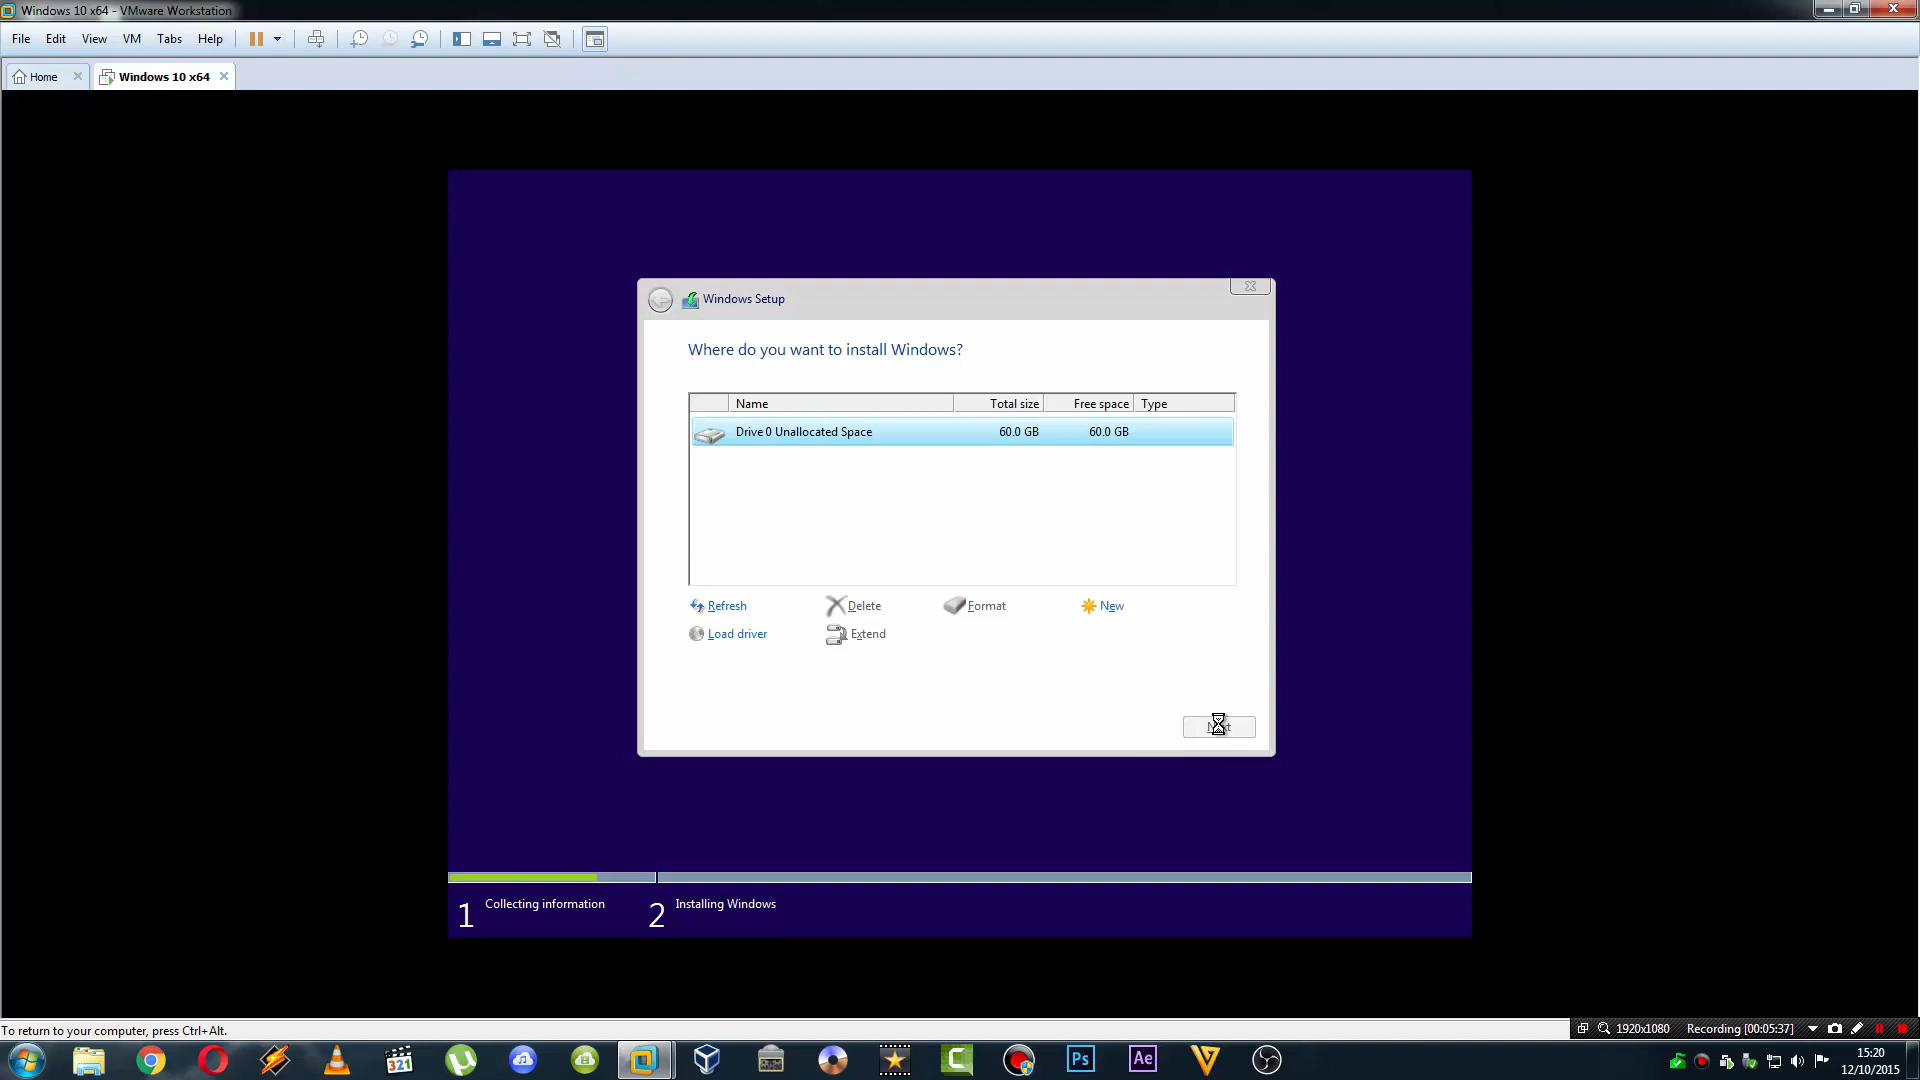 Windows 10 x64 - VMware Workstation
File Edit View VM Tabs Help
Home Windows 10 x64
Windows Setup
Where do you want to install Windows?
Name Total size Free space Type
Drive 0 Unallocated Space 60.0 GB 60.0 GB
Refresh Delete Format New
Load driver Extend
1 Collecting information 2 Installing Windows
To return to your computer, press Ctrl+Alt.
1920x1080 Recording [00:05:37]
321 Ps Ae
15:20
12/10/2015